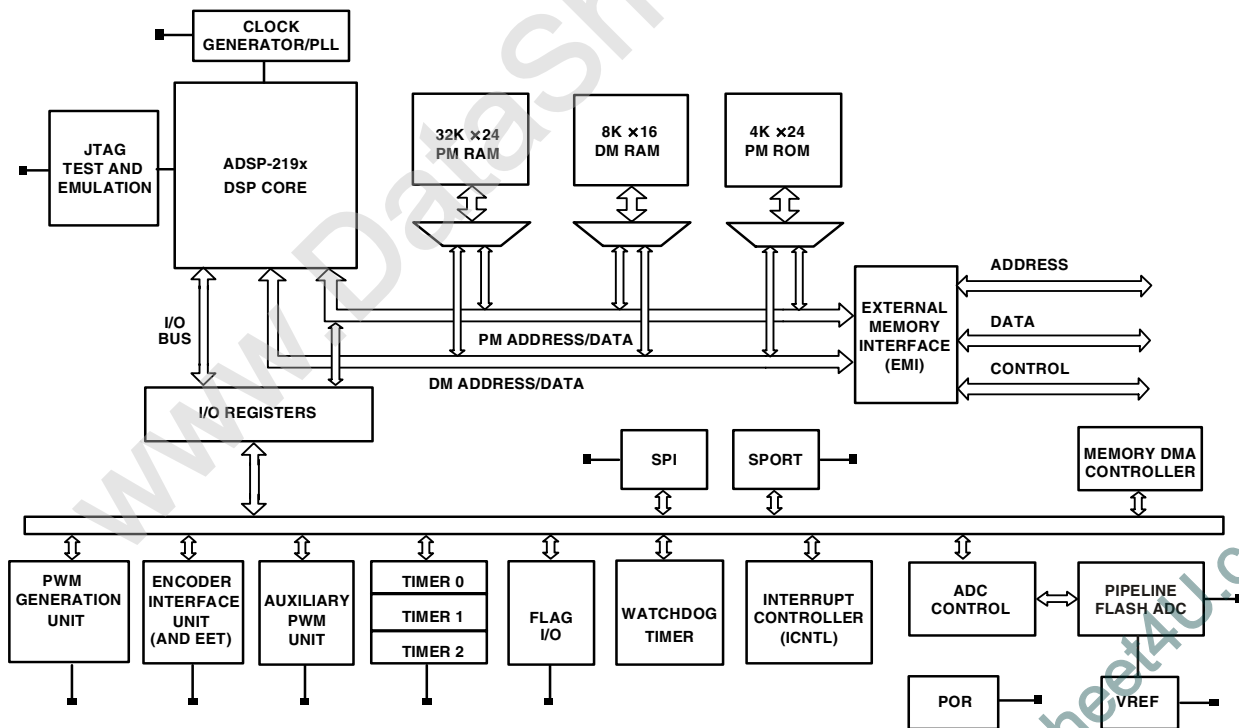 CLOCK
GENERATOR/PLL
JTAG
TEST AND
EMULATION
ADSP-219x
DSP CORE
32K ×24
PM RAM
8K ×16
DM RAM
4K ×24
PM ROM
I/O
BUS
PM ADDRESS/DATA
DM ADDRESS/DATA
EXTERNAL
MEMORY
INTERFACE
(EMI)
ADDRESS
DATA
CONTROL
I/O REGISTERS
SPI
SPORT
MEMORY DMA
CONTROLLER
PWM
GENERATION
UNIT
ENCODER
INTERFACE
UNIT
(AND EET)
AUXILIARY
PWM
UNIT
TIMER 0
TIMER 1
TIMER 2
FLAG
I/O
WATCHDOG
TIMER
INTERRUPT
CONTROLLER
(ICNTL)
ADC
CONTROL
PIPELINE
FLASH ADC
POR
VREF
www.DataSh
heet4U.c